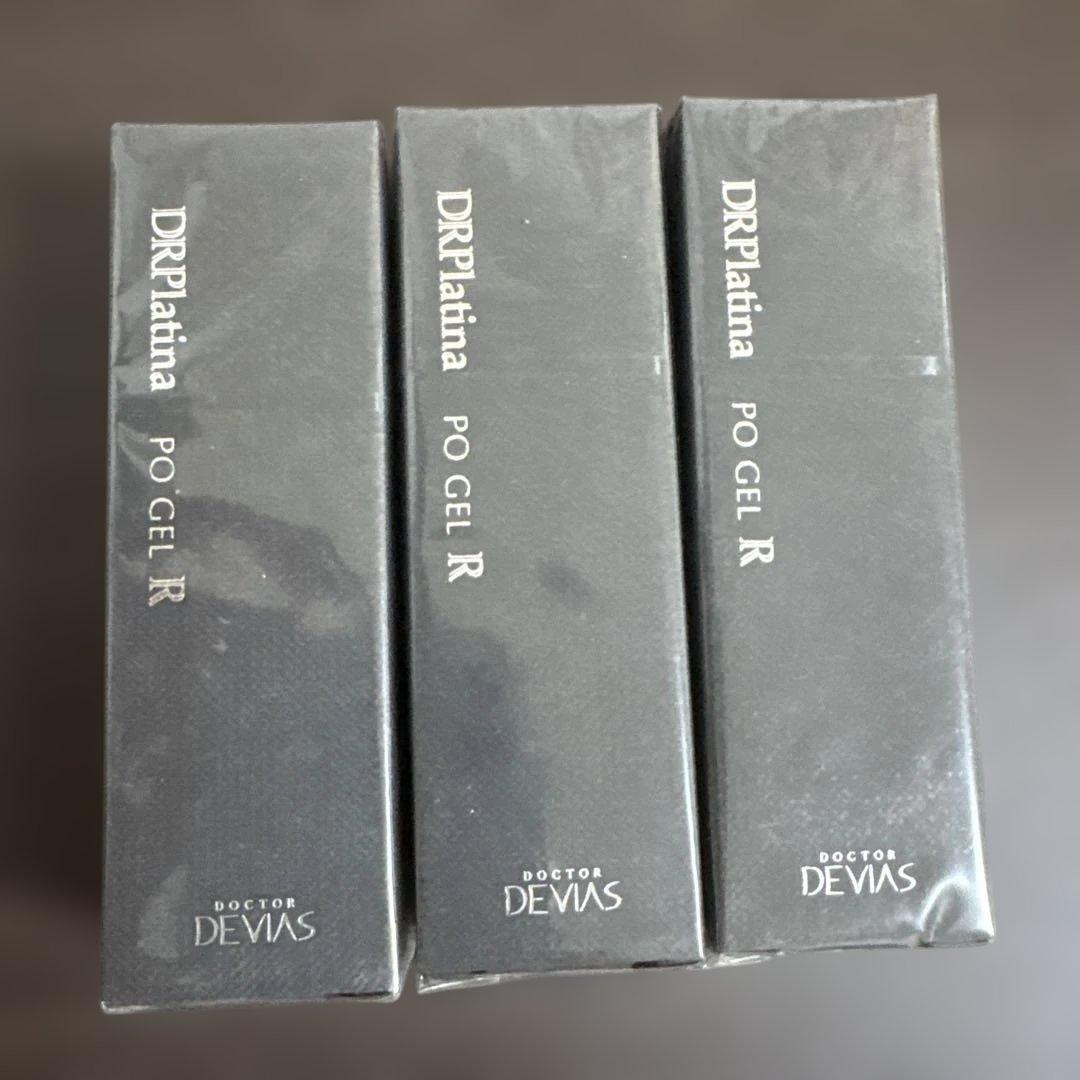 DRPlatina PO GEL R
DOCTOR
DEVIAS
DRPlatina PO GEL R
DOCTOR
DEVIAS
DRPlatina PO GEL R
DOCTOR
DEVIAS